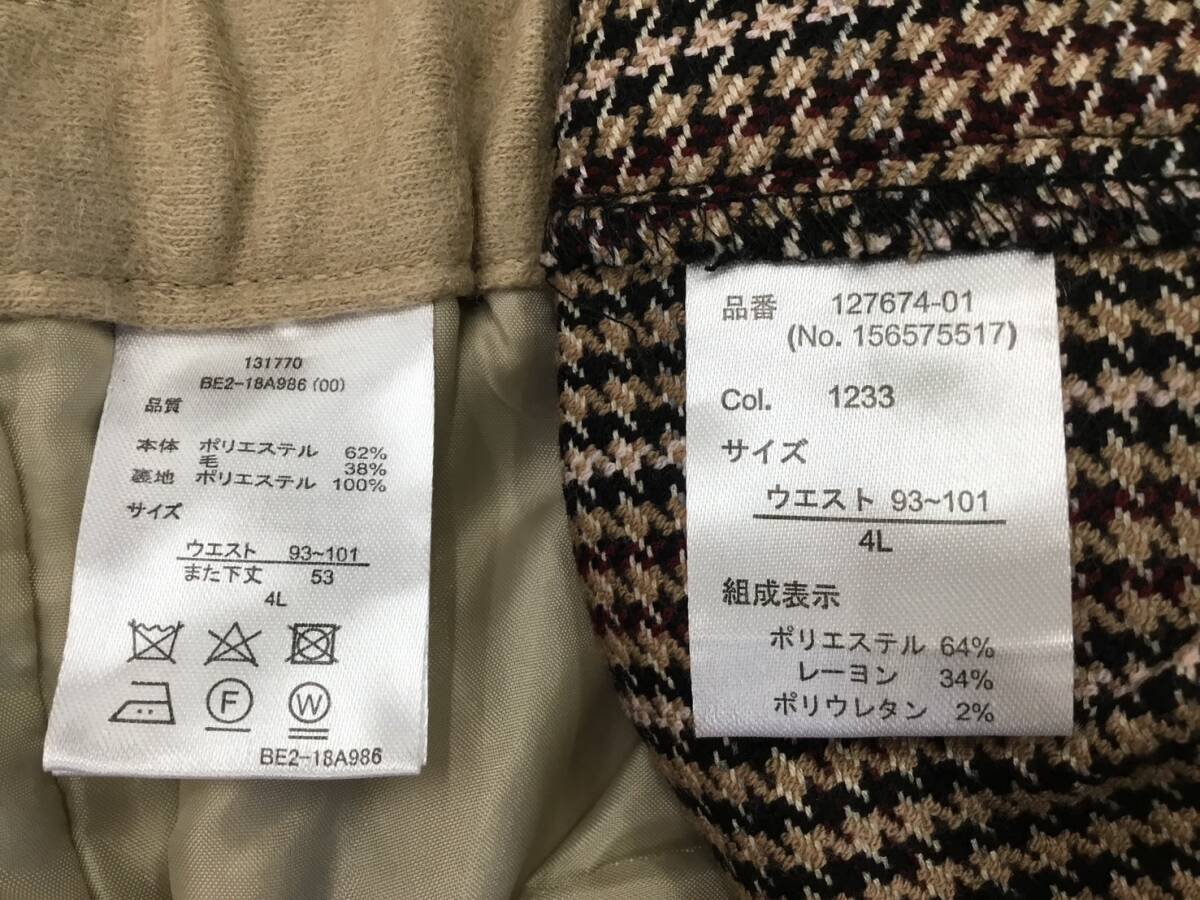 131770
BE2-18A986 (00)
品質
本体 ポリエステル 62%
毛 38%
裏地 ポリエステル 100%
サイズ
ウエスト 93~101
また下丈 53
4L
F
W
BE2-18A986
品番 127674-01
(No. 156575517)
Col. 1233
サイズ
ウエスト 93~101
4L
組成表示
ポリエステル 64%
レーヨン 34%
ポリウレタン 2%